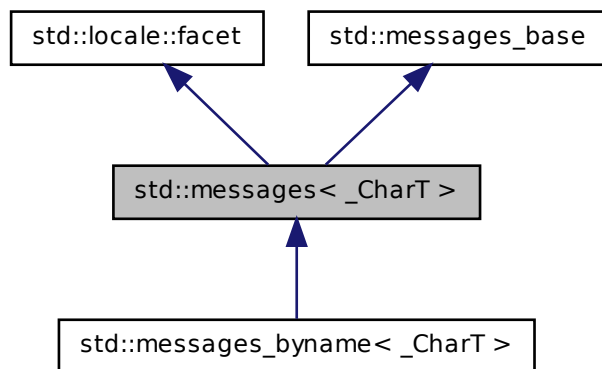 std::locale::facet
std::messages_base
std::messages< _CharT >
std::messages_byname< _CharT >